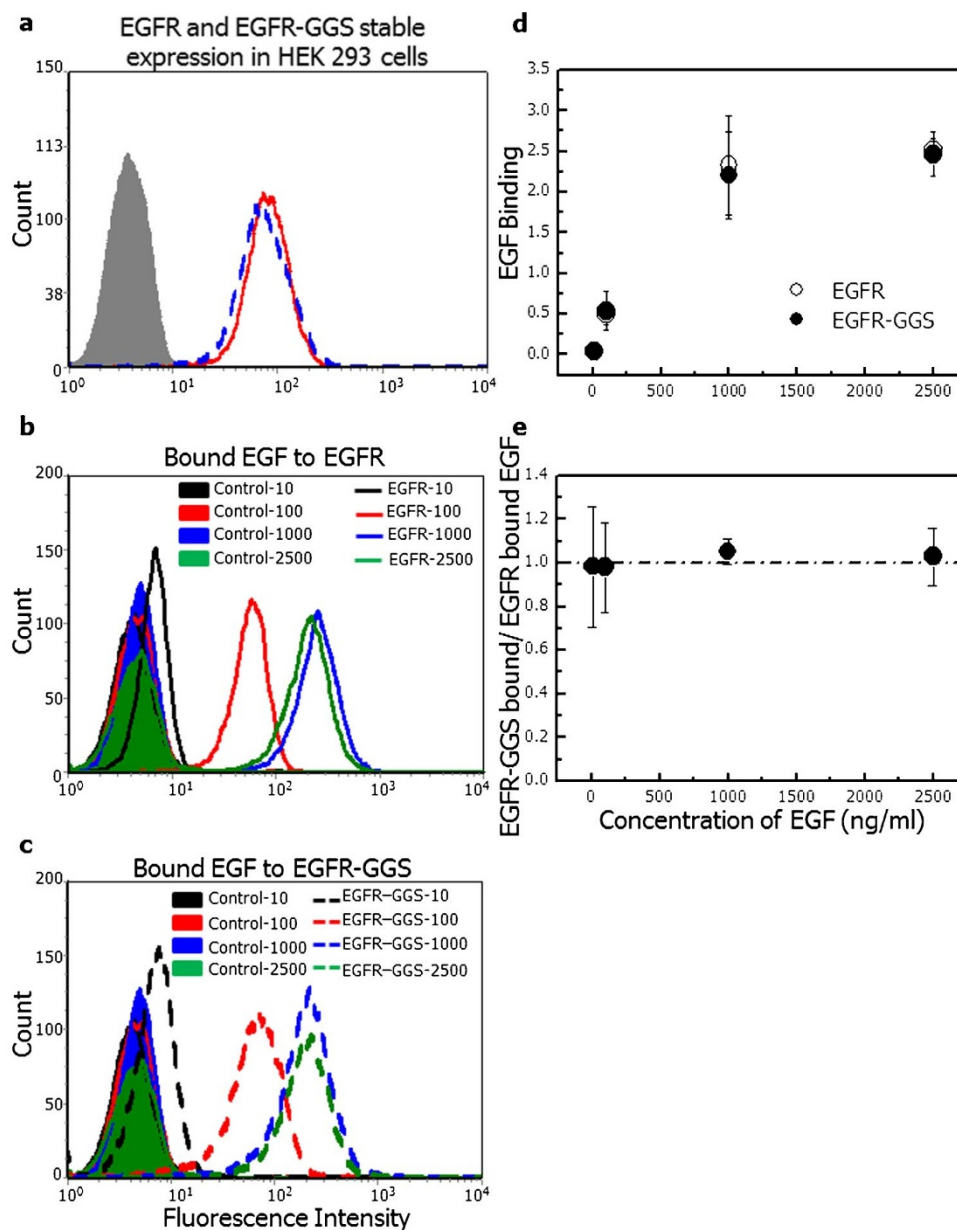 a
EGFR and EGFR-GGS stable
expression in HEK 293 cells
150
113
100
38
0
Count
10⁰ 10¹ 10² 10³ 10⁴
b
Bound EGF to EGFR
200
150
100
50
0
Count
Control-10 EGFR-10
Control-100 EGFR-100
Control-1000 EGFR-1000
Control-2500 EGFR-2500
10⁰ 10¹ 10² 10³ 10⁴
c
Bound EGF to EGFR-GGS
200
150
100
50
0
Count
Control-10 EGFR-GGS-10
Control-100 EGFR-GGS-100
Control-1000 EGFR-GGS-1000
Control-2500 EGFR-GGS-2500
10⁰ 10¹ 10² 10³ 10⁴
Fluorescence Intensity
d
3.5
3.0
2.5
2.0
1.5
1.0
0.5
0.0
EGF Binding
EGFR
EGFR-GGS
0 500 1000 1500 2000 2500
e
EGFR-GGS bound/ EGFR bound EGF
1.4
1.2
1.0
0.8
0.6
0.4
0.2
0.0
0 500 1000 1500 2000 2500
Concentration of EGF (ng/ml)